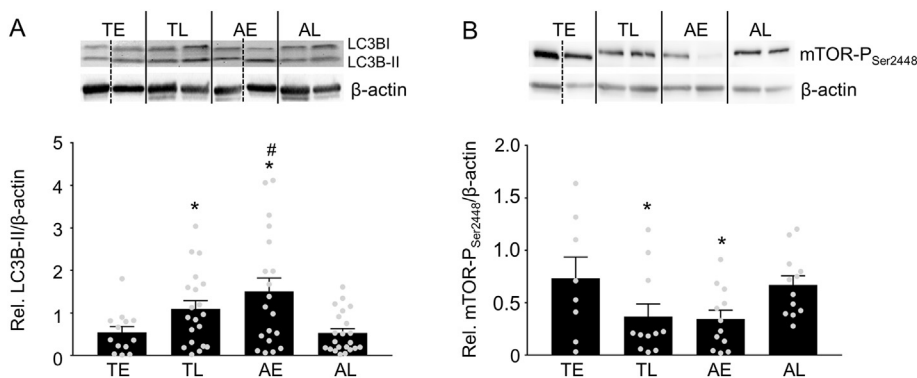 A
TE TL AE AL
LC3BI
LC3B-II
β-actin
Rel. LC3B-II/β-actin
5
4
3
2
1
0
*
#
*
TE TL AE AL
B
TE TL AE AL
mTOR-PSer2448
β-actin
Rel. mTOR-PSer2448/β-actin
2.0
1.5
1.0
0.5
0
*
*
TE TL AE AL